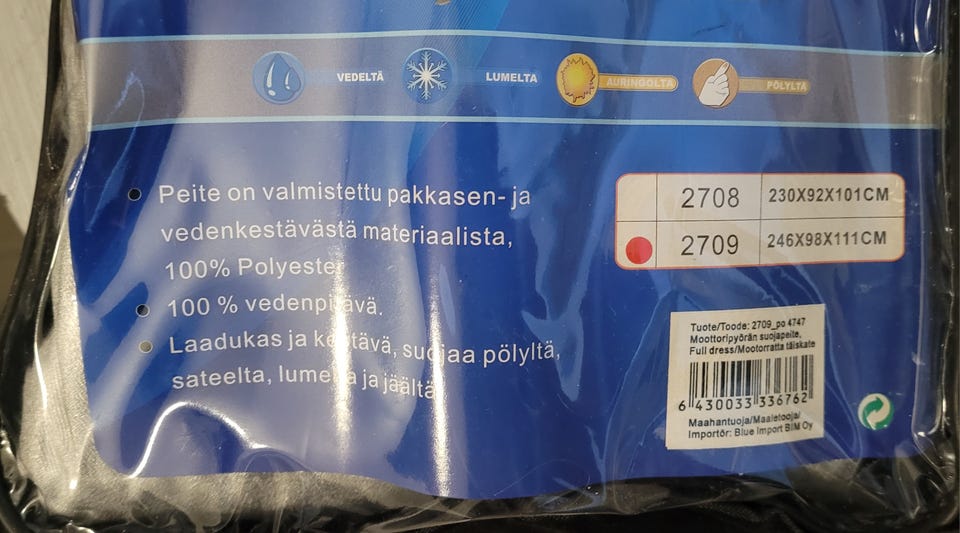 VEDELTÄ
LUMELTA
AURINGOLTA
PÖLYLTÄ
Peite on valmistettu pakkasen- ja
vedenkestävästä materiaalista,
100% Polyester
100 % vedenpitävä.
Laadukas ja kestävä, suojaa pölyltä,
sateelta, lumelta ja jäältä
2708 230X92X101CM
2709 246X98X111CM
Tuote/Toode: 2709_po 4747
Moottoripyörän suojapeite,
Full dress/Mootorratta täiskate
6 430033 336762
Maahantuoja/Maaletooja/
Importör: Blue Import BIM Oy